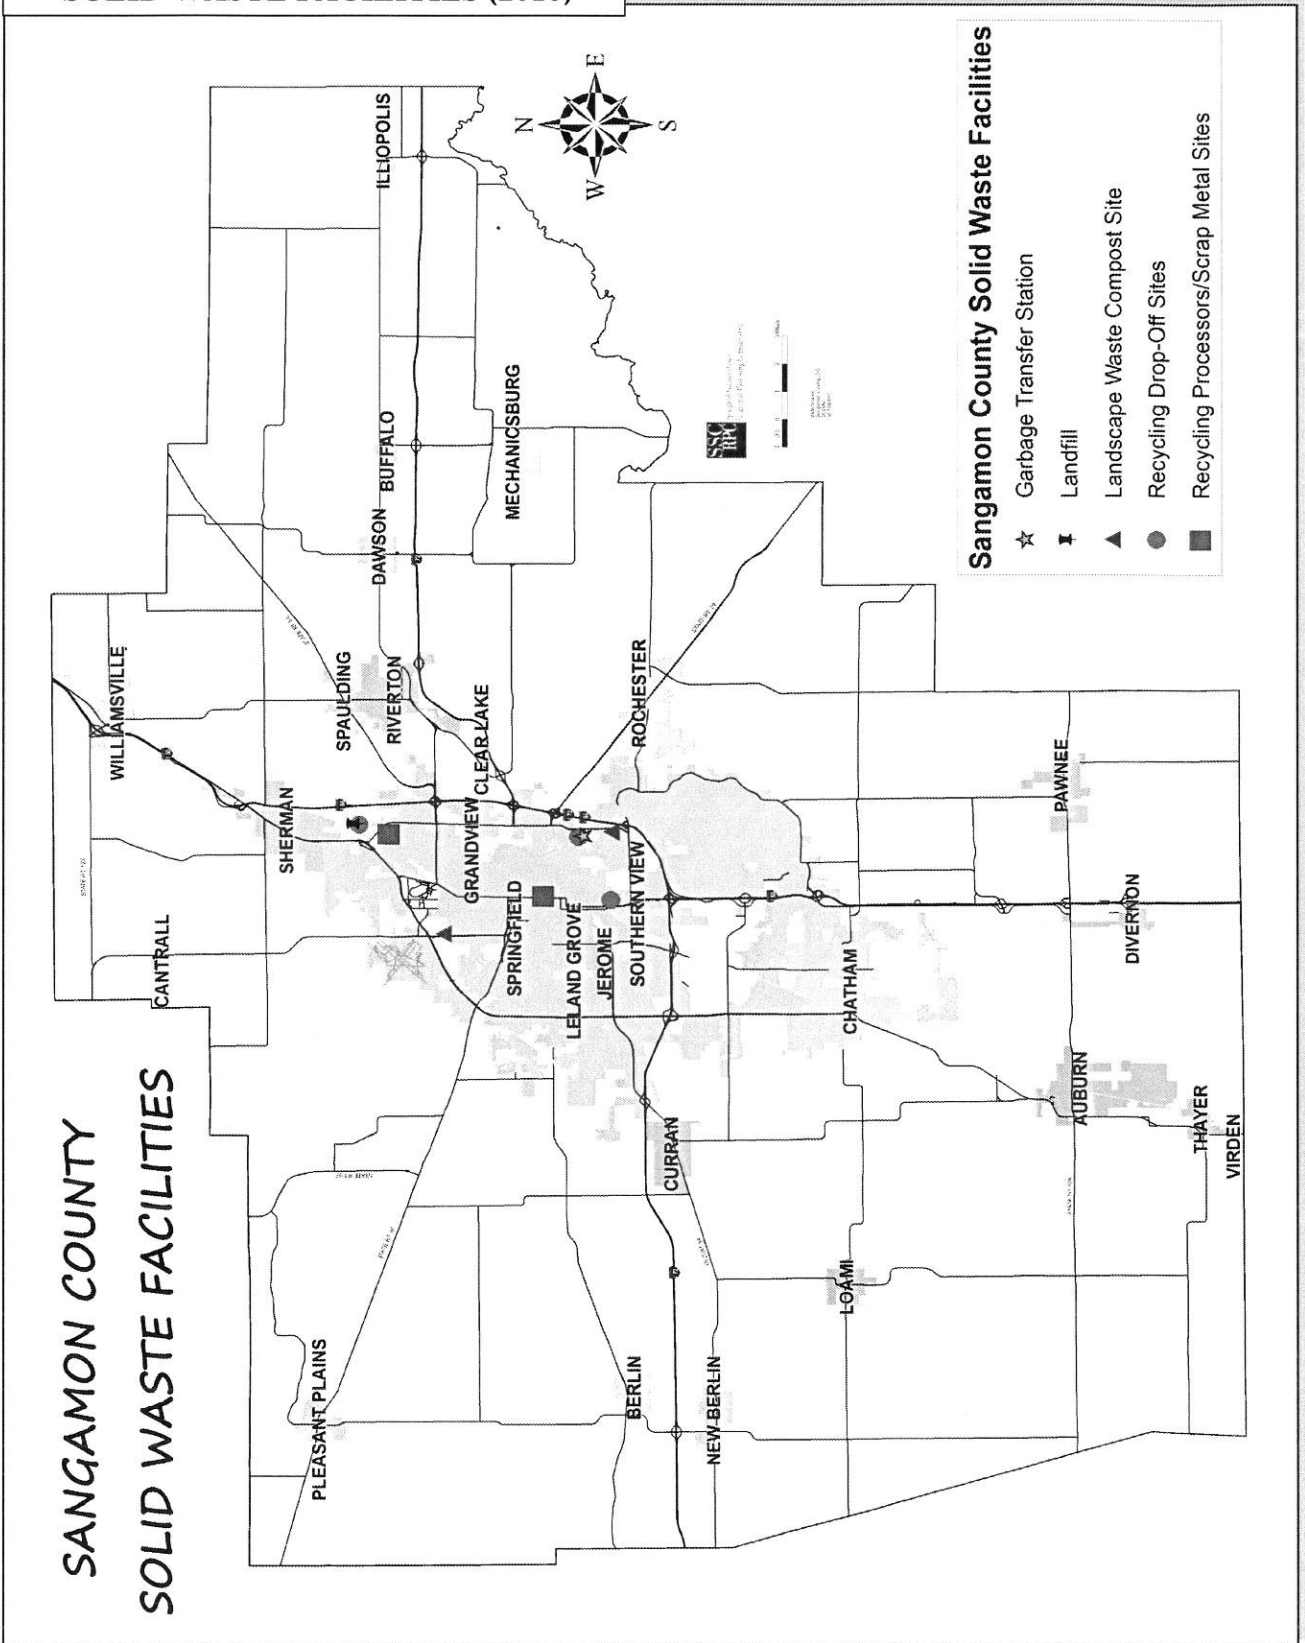 SOLID WASTE FACILITIES (2010)
SANGAMON COUNTY
SOLID WASTE FACILITIES
WILLIAMSVILLE
CANTRALL
SHERMAN
SPAULDING
RIVERTON
DAWSON
BUFFALO
ILLIOPOLIS
MECHANICSBURG
PLEASANT PLAINS
GRANDVIEW
CLEAR LAKE
SPRINGFIELD
LELAND GROVE
JEROME
SOUTHERN VIEW
ROCHESTER
BERLIN
NEW BERLIN
CURRAN
CHATHAM
LOAMI
PAWNEE
AUBURN
DIVERNON
THAYER
VIRDEN
N
E
S
W
SSC
RPC
Sangamon County Solid Waste Facilities
Garbage Transfer Station
Landfill
Landscape Waste Compost Site
Recycling Drop-Off Sites
Recycling Processors/Scrap Metal Sites